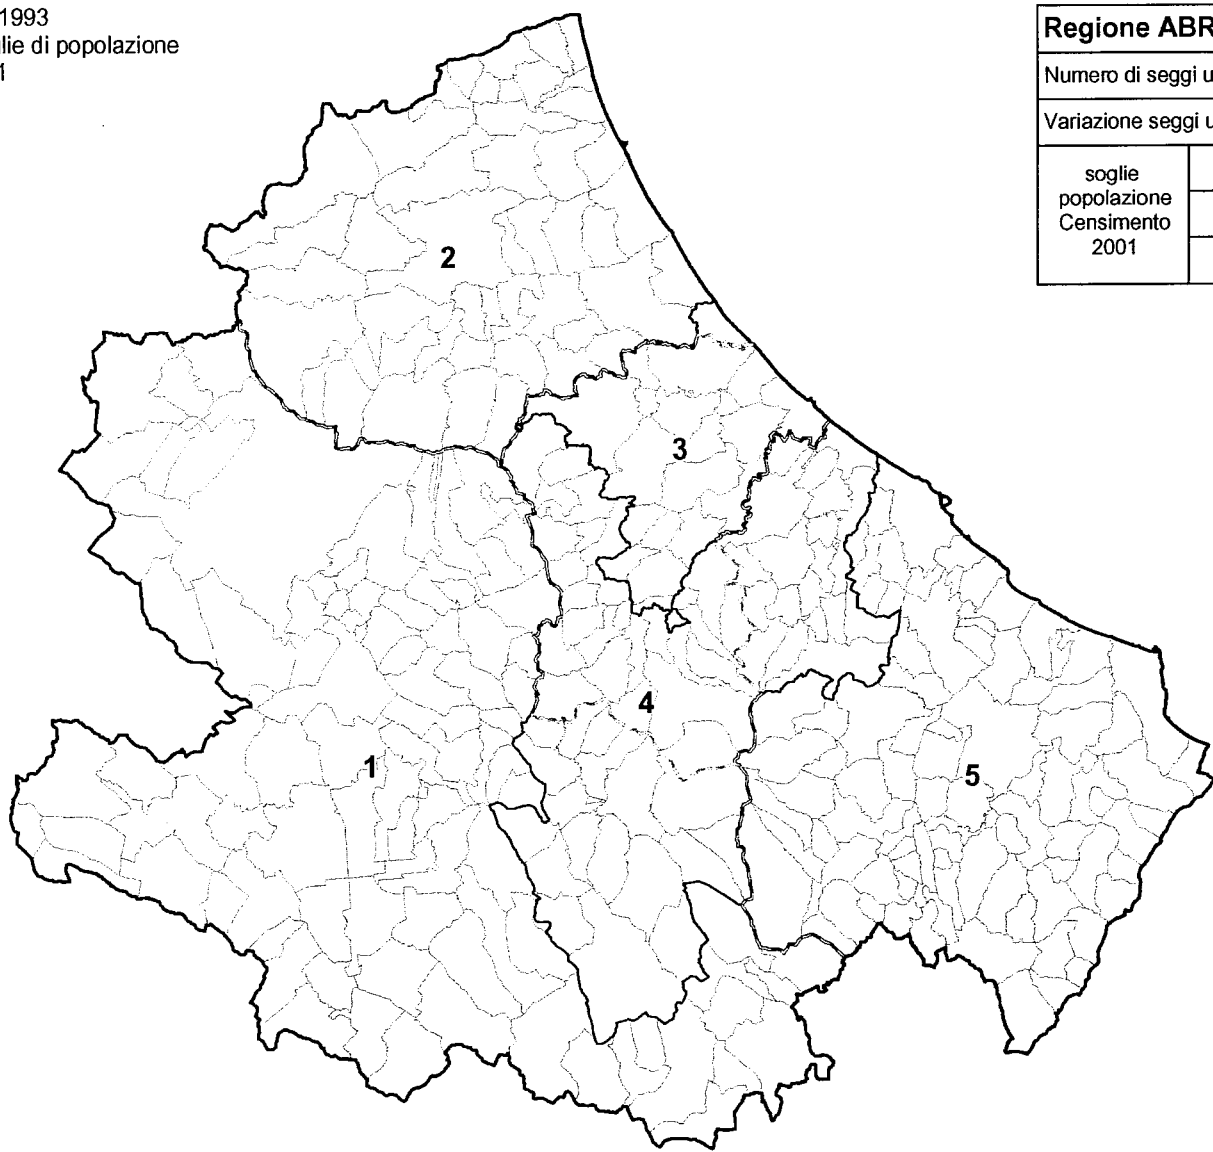 1993
lie di popolazione
1
Regione ABR
Numero di seggi u
Variazione seggi u
soglie
popolazione
Censimento
2001
2
3
4
1
5